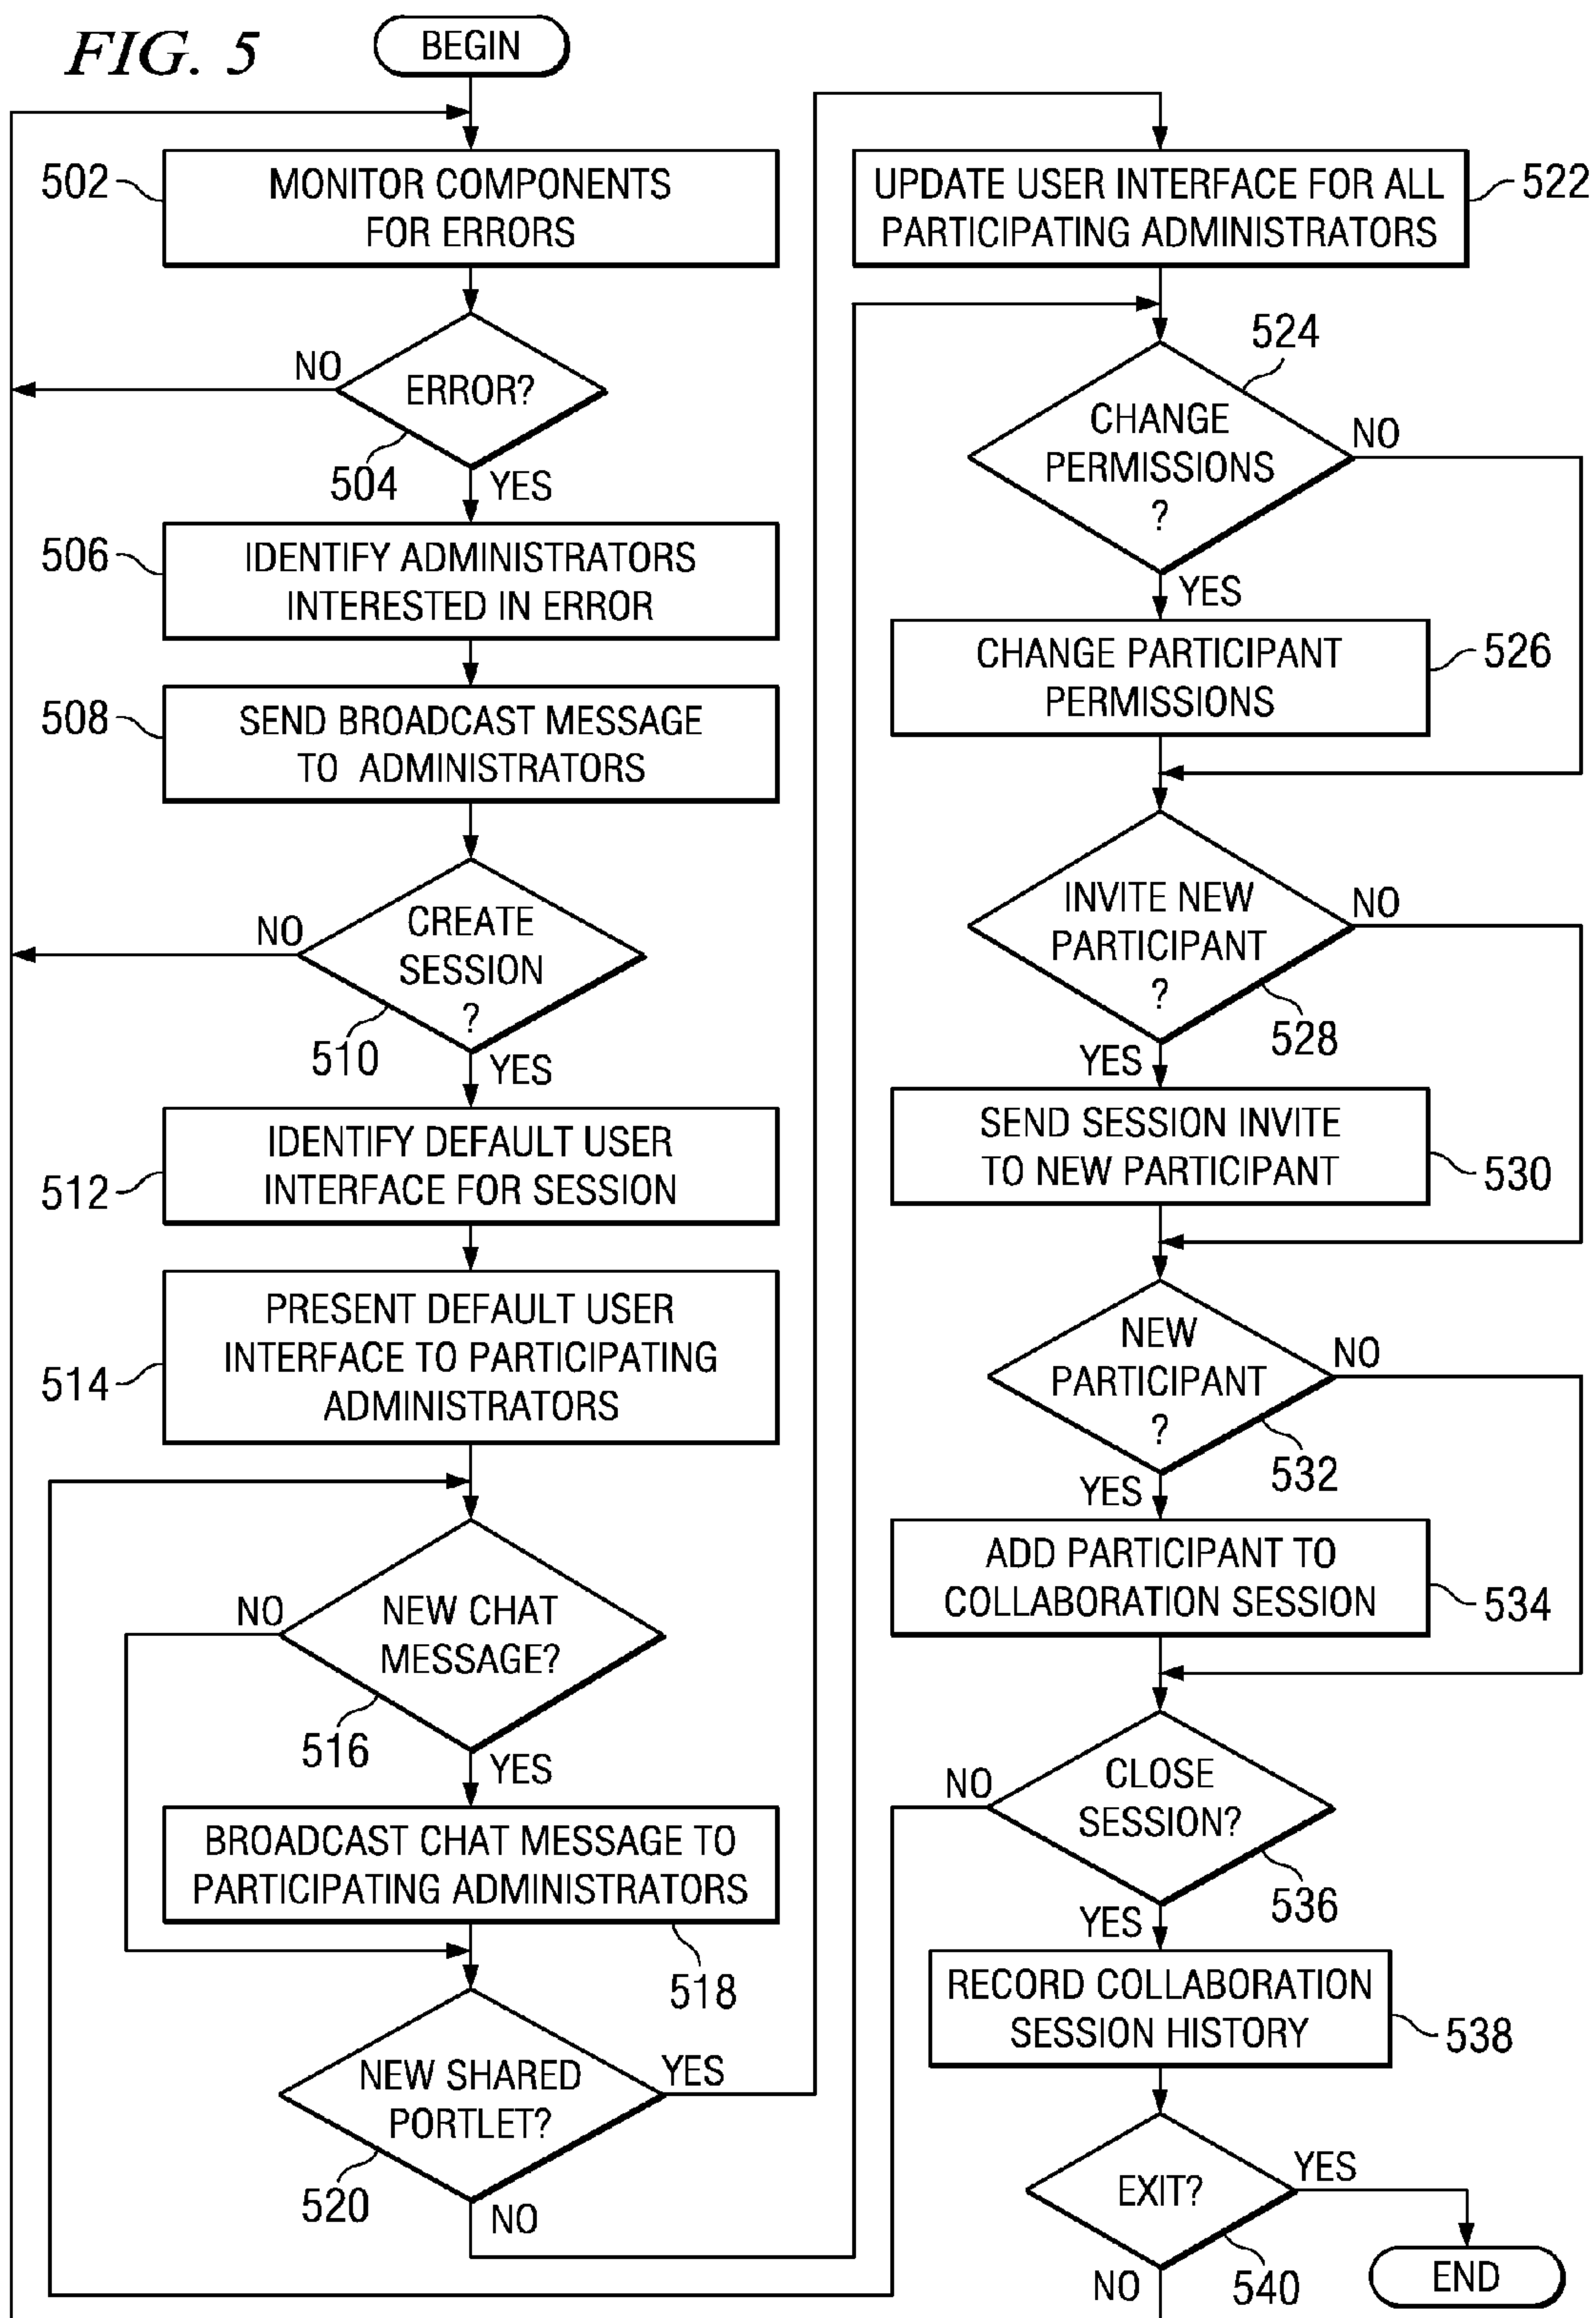 FIG. 5
BEGIN
502
MONITOR COMPONENTS
FOR ERRORS
NO
ERROR?
504
YES
506
IDENTIFY ADMINISTRATORS
INTERESTED IN ERROR
508
SEND BROADCAST MESSAGE
TO ADMINISTRATORS
NO
CREATE
SESSION
?
510
YES
512
IDENTIFY DEFAULT USER
INTERFACE FOR SESSION
514
PRESENT DEFAULT USER
INTERFACE TO PARTICIPATING
ADMINISTRATORS
NO
NEW CHAT
MESSAGE?
516
YES
BROADCAST CHAT MESSAGE TO
PARTICIPATING ADMINISTRATORS
518
NEW SHARED
PORTLET?
YES
520
NO
UPDATE USER INTERFACE FOR ALL
PARTICIPATING ADMINISTRATORS
522
524
CHANGE
PERMISSIONS
?
NO
YES
CHANGE PARTICIPANT
PERMISSIONS
526
INVITE NEW
PARTICIPANT
?
NO
528
YES
SEND SESSION INVITE
TO NEW PARTICIPANT
530
NEW
PARTICIPANT
?
NO
532
YES
ADD PARTICIPANT TO
COLLABORATION SESSION
534
NO
CLOSE
SESSION?
536
YES
RECORD COLLABORATION
SESSION HISTORY
538
EXIT?
YES
540
NO
END